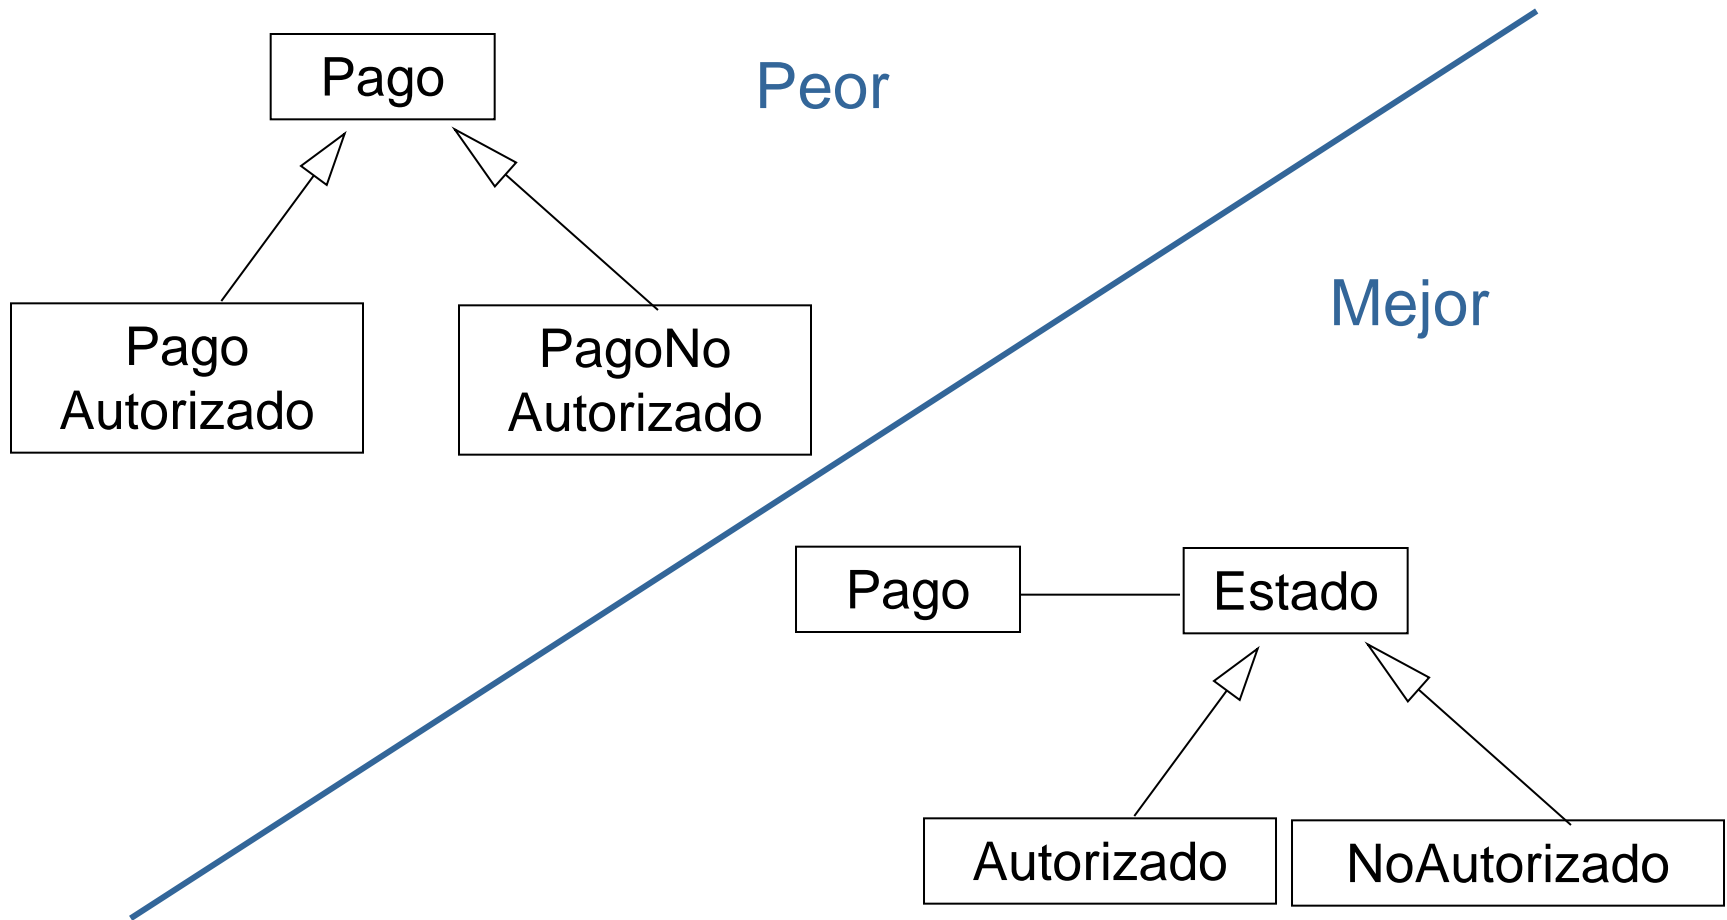 Pago
Peor
Pago
Autorizado
PagoNo
Autorizado
Mejor
Pago
Estado
Autorizado
NoAutorizado